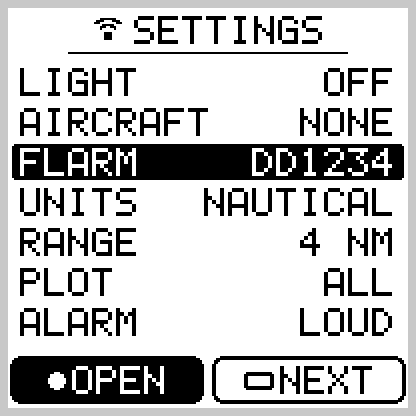 SETTINGS
LIGHT OFF
AIRCRAFT NONE
FLARM DD1234
UNITS NAUTICAL
RANGE 4 NM
PLOT ALL
ALARM LOUD
OPEN NEXT